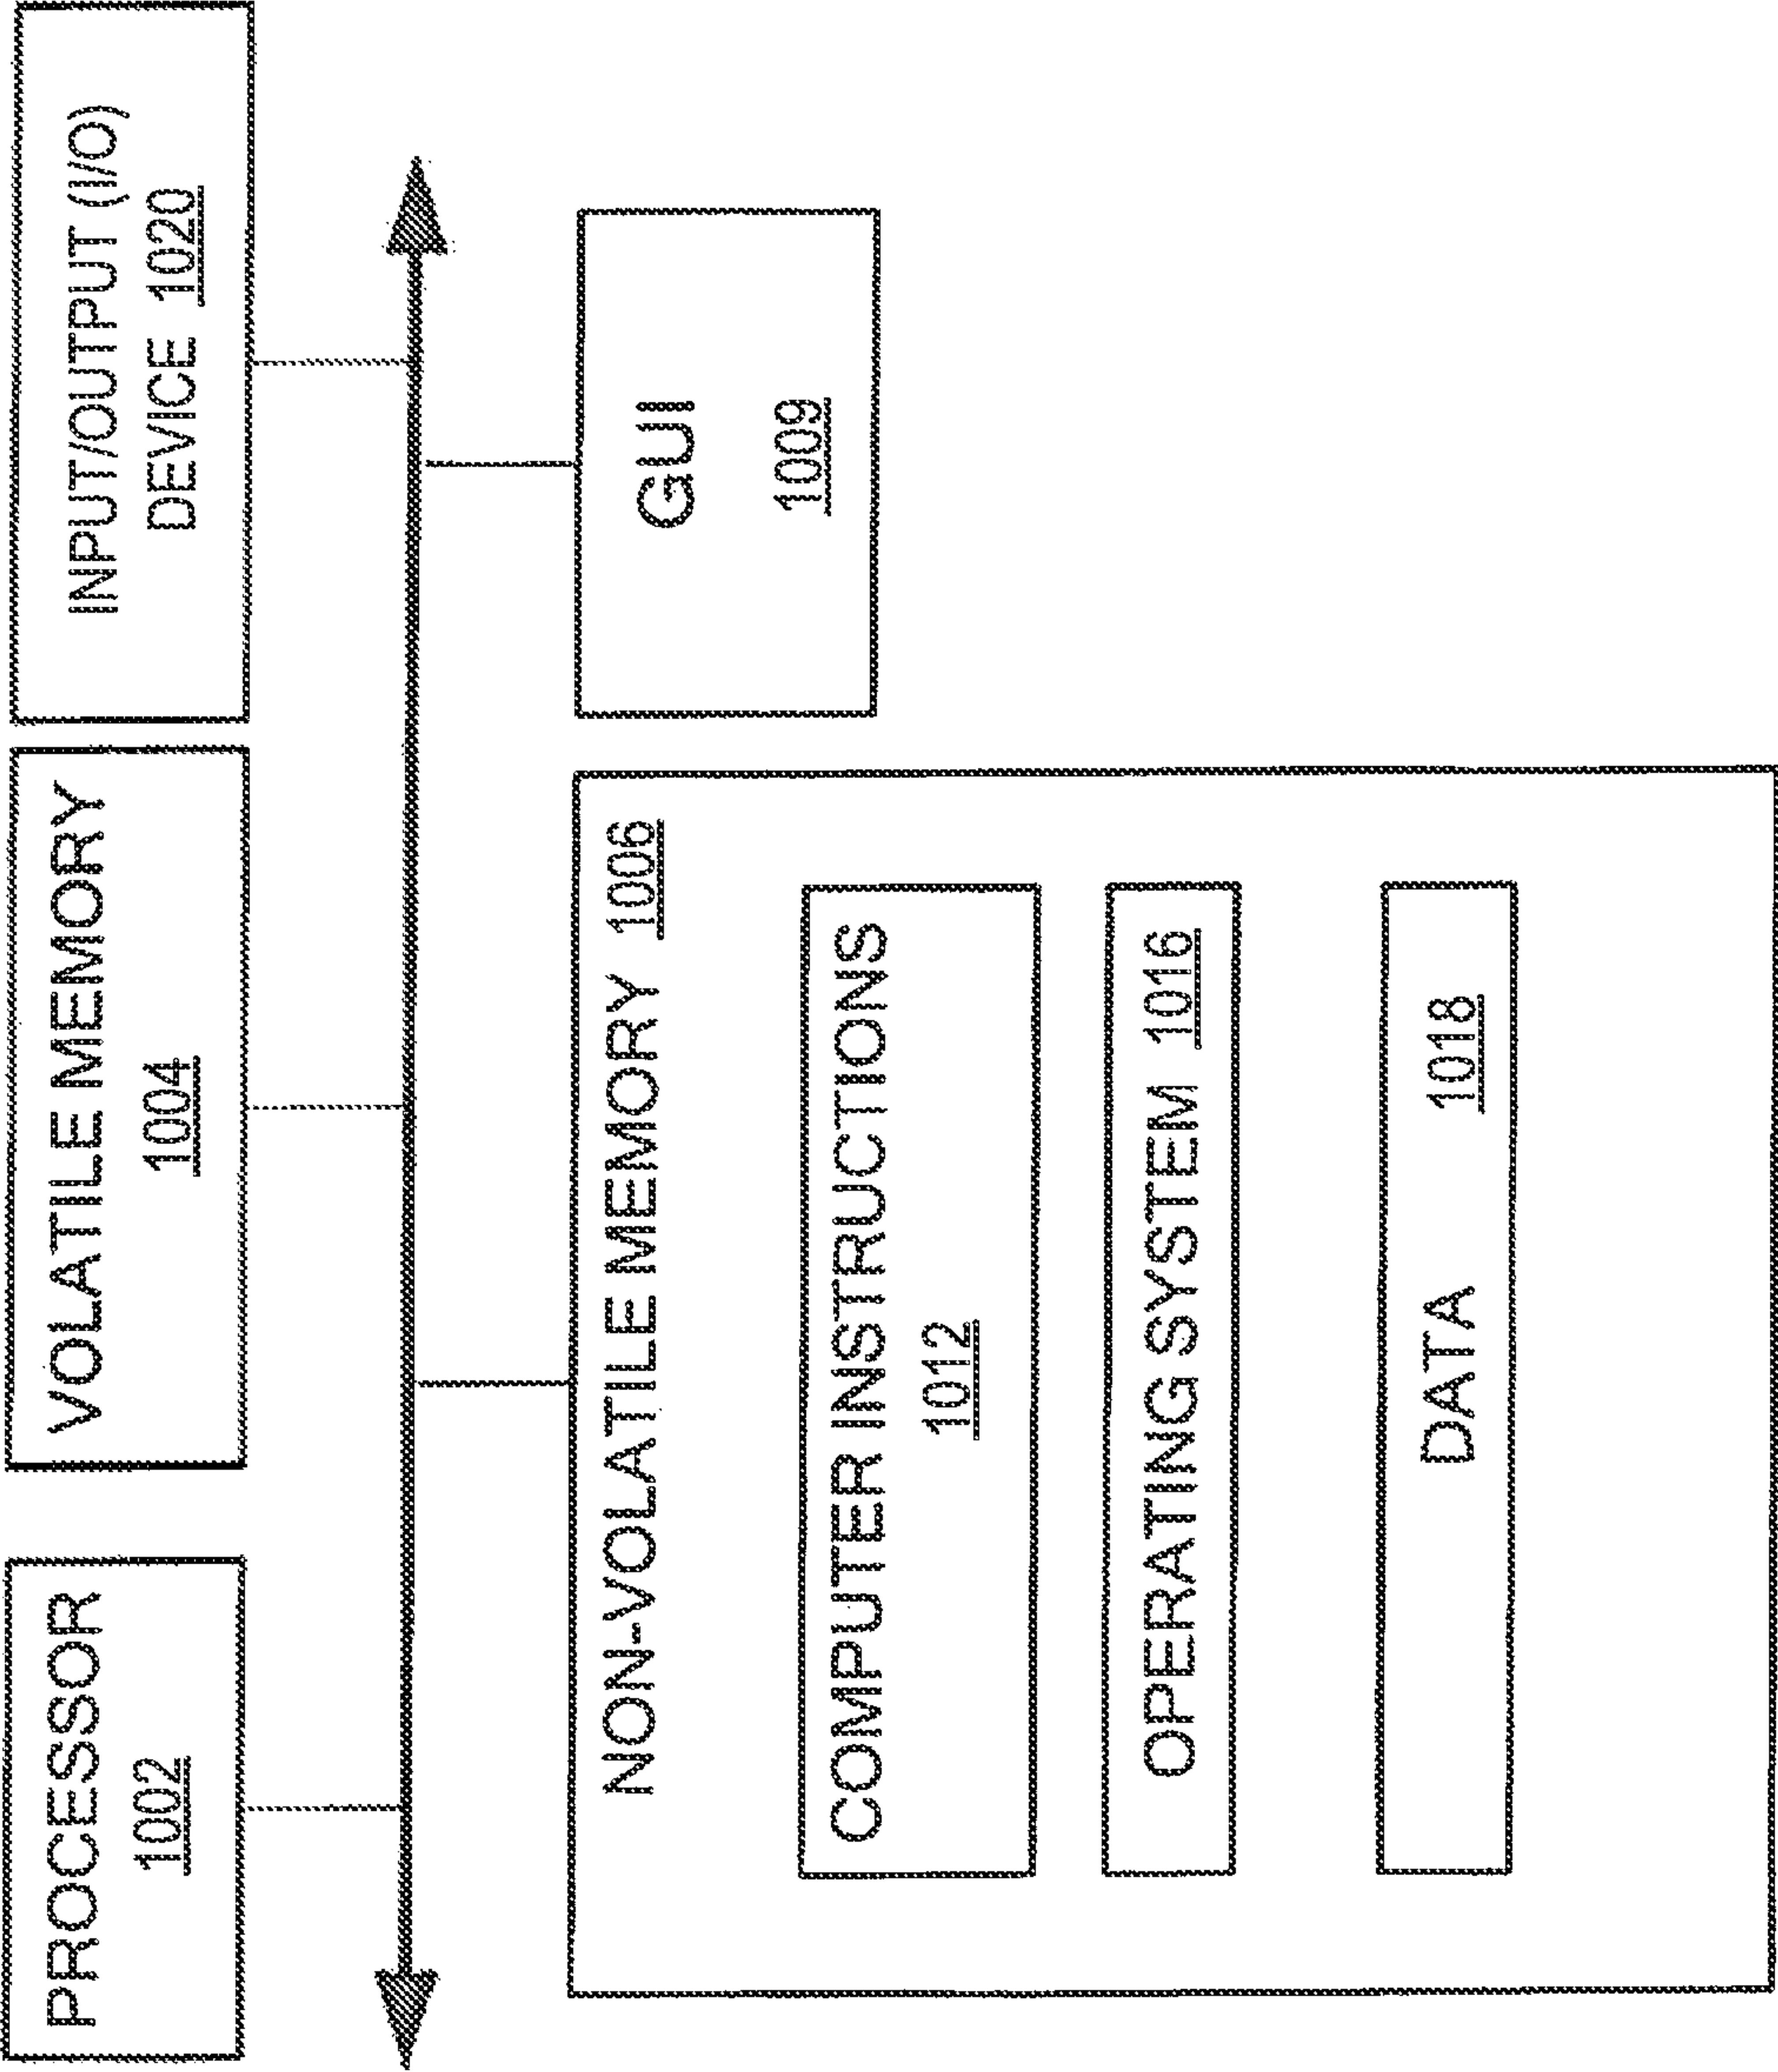 PROCESSOR
1002
VOLATILE MEMORY
1004
INPUT/OUTPUT (I/O)
DEVICE 1020
NON-VOLATILE MEMORY 1006
COMPUTER INSTRUCTIONS
1012
OPERATING SYSTEM 1016
DATA 1018
GUI
1009